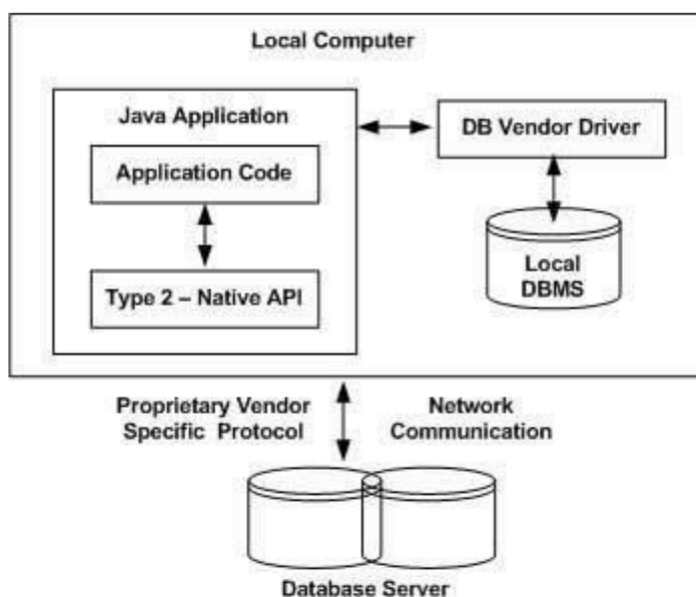 Local Computer
Java Application
Application Code
Type 2 – Native API
DB Vendor Driver
Local
DBMS
Proprietary Vendor
Specific Protocol
Network
Communication
Database Server